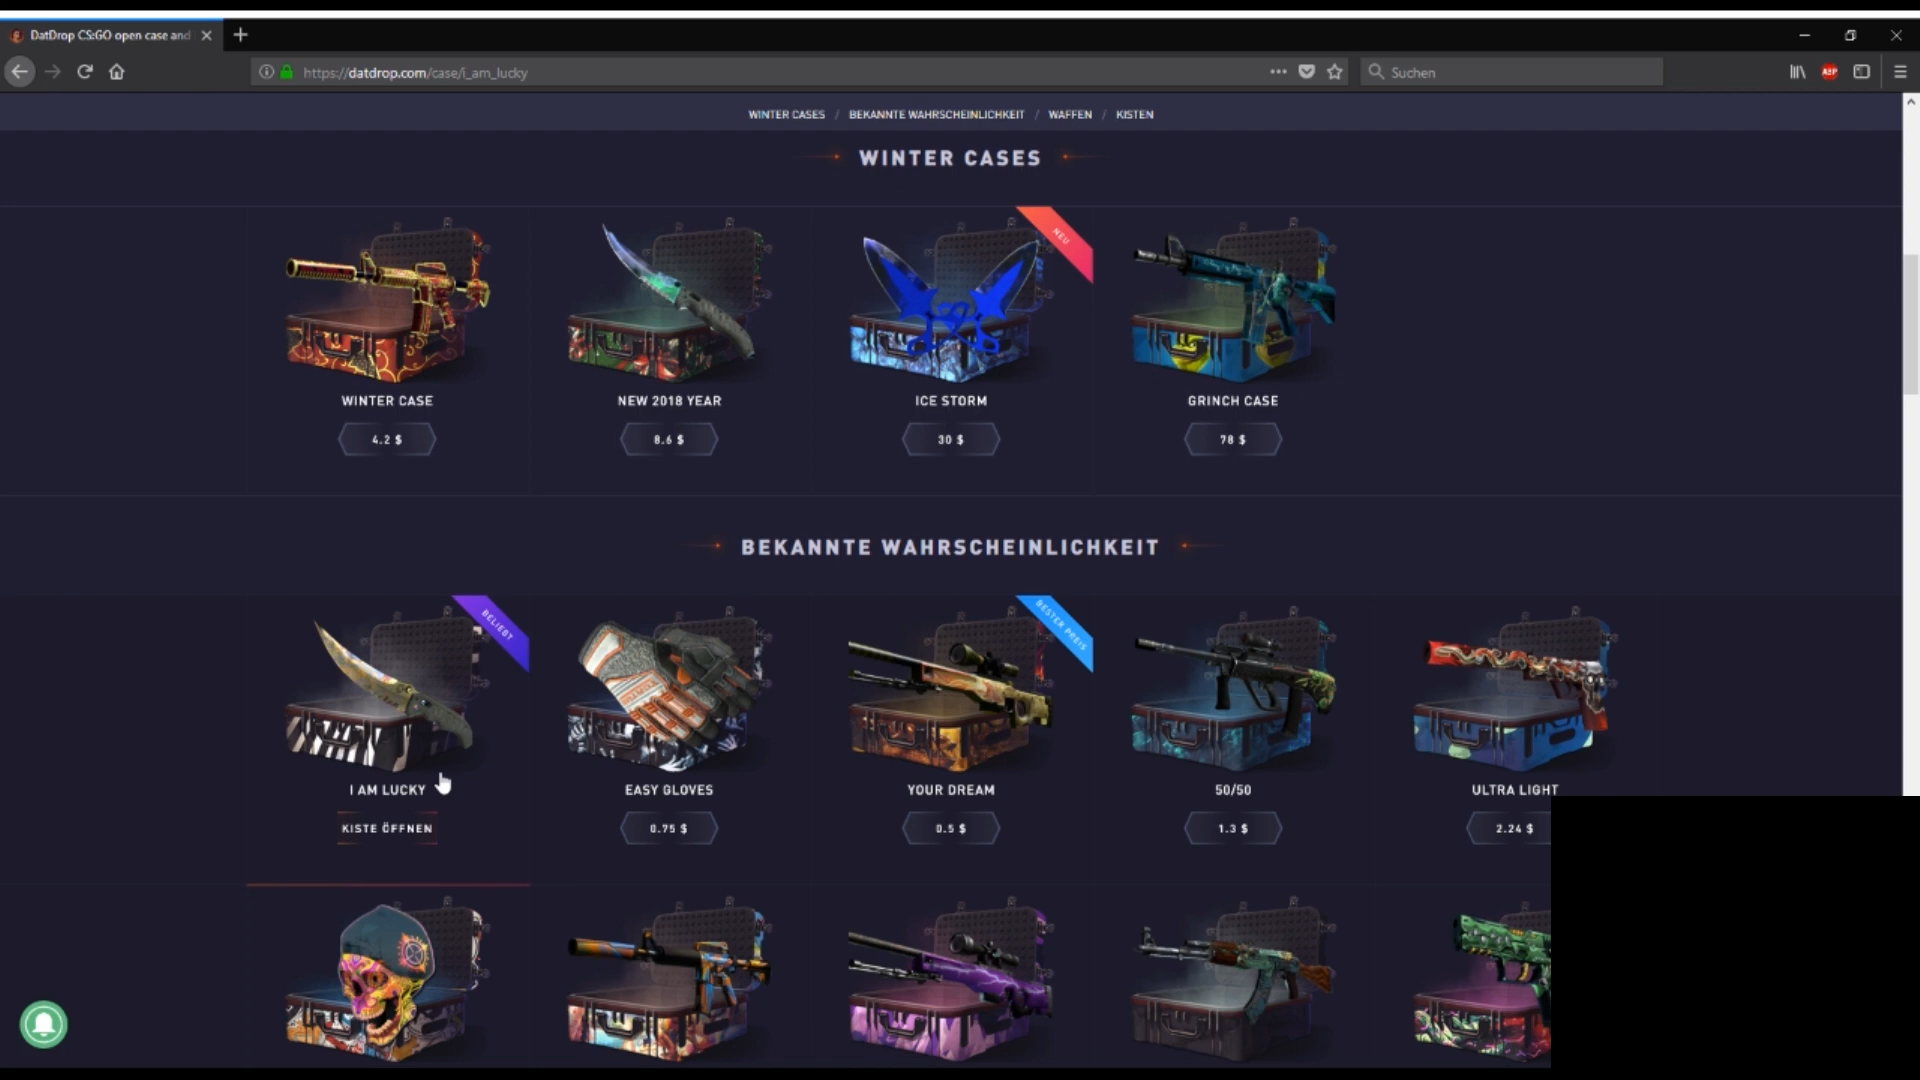 DatDrop CS:GO open case and
https://datdrop.com/case/i_am_lucky
Suchen
ABP
WINTER CASES / BEKANNTE WAHRSCHEINLICHKEIT / WAFFEN / KISTEN
WINTER CASES
NEU
WINTER CASE
NEW 2018 YEAR
ICE STORM
GRINCH CASE
4.2 $
8.6 $
30 $
78 $
BEKANNTE WAHRSCHEINLICHKEIT
BELIEBT
BESTER PREIS
I AM LUCKY
EASY GLOVES
YOUR DREAM
50/50
ULTRA LIGHT
KISTE ÖFFNEN
0.75 $
0.5 $
1.3 $
2.24 $